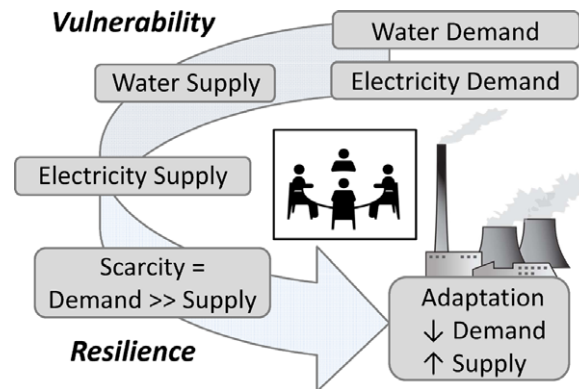 Vulnerability
Water Demand
Electricity Demand
Water Supply
Electricity Supply
Scarcity =
Demand >> Supply
Resilience
Adaptation
↓ Demand
↑ Supply